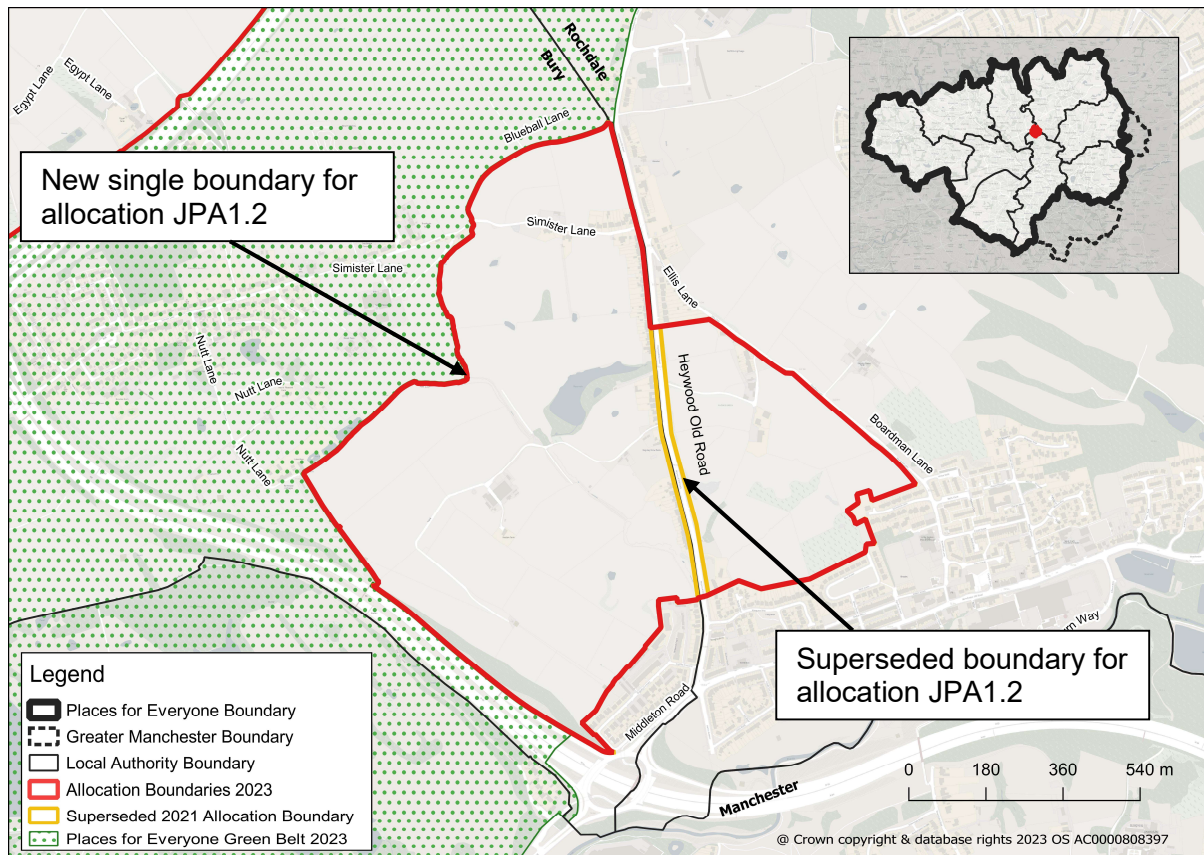 Rochdale
Bury
Egypt Lane
Egypt Lane
Blueball Lane
New single boundary for
allocation JPA1.2
Simister Lane
Simister Lane
Ellis Lane
Nutt Lane
Nutt Lane
Heywood Old Road
Boardman Lane
Nutt Lane
Superseded boundary for
allocation JPA1.2
Middleton Road
Manchester
Legend
Places for Everyone Boundary
Greater Manchester Boundary
Local Authority Boundary
Allocation Boundaries 2023
Superseded 2021 Allocation Boundary
Places for Everyone Green Belt 2023
0 180 360 540 m
@ Crown copyright & database rights 2023 OS AC0000808397